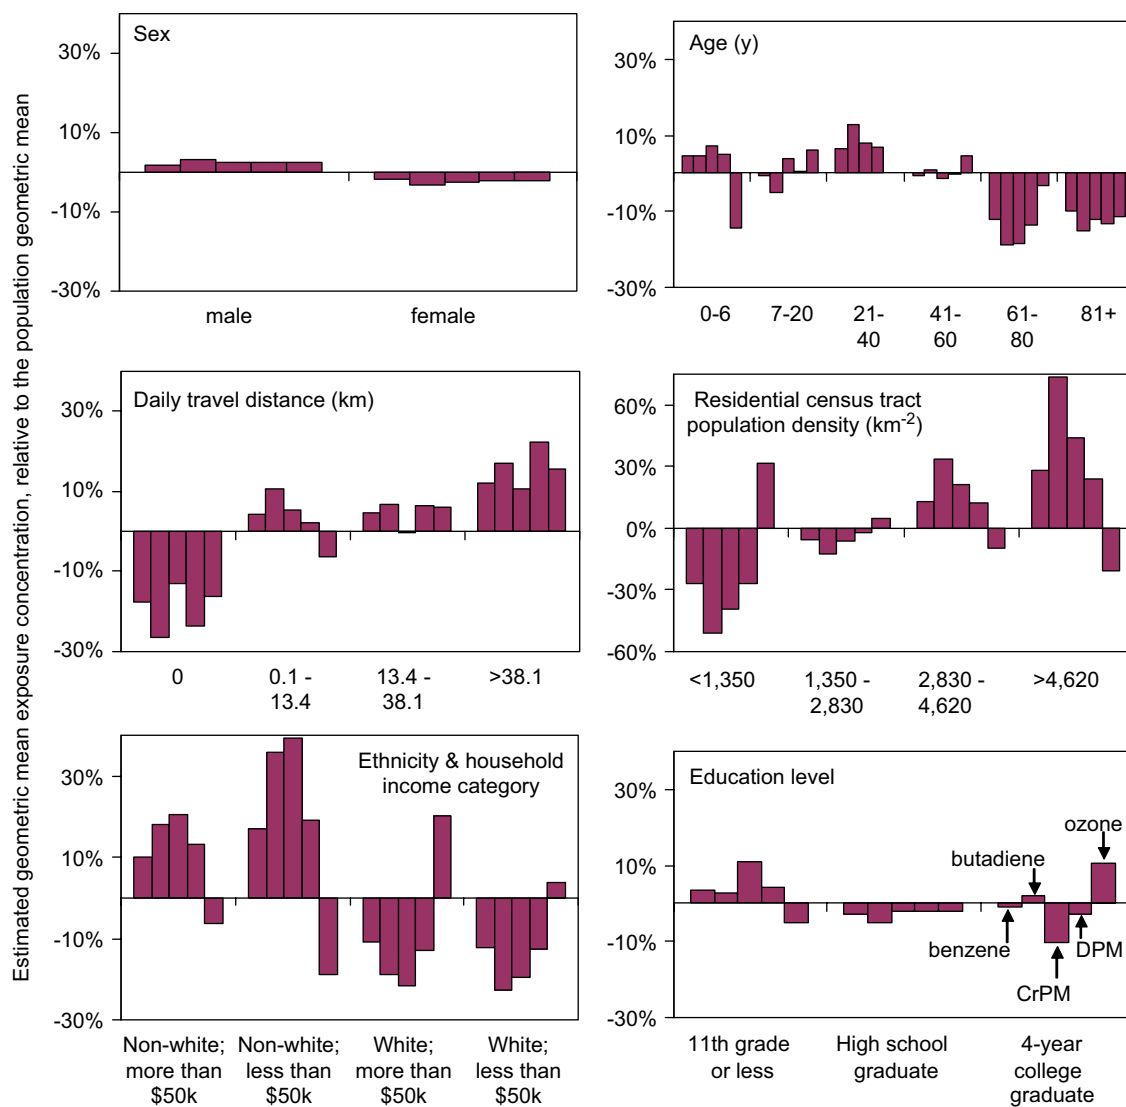 Estimated geometric mean exposure concentration, relative to the population geometric mean
Sex
30%
10%
-10%
-30%
male
female
Age (y)
30%
10%
-10%
-30%
0-6
7-20
21-
40
41-
60
61-
80
81+
Daily travel distance (km)
30%
10%
-10%
-30%
0
0.1 -
13.4
13.4 -
38.1
>38.1
Residential census tract
population density (km-2)
60%
30%
0%
-30%
-60%
<1,350
1,350 -
2,830
2,830 -
4,620
>4,620
Ethnicity & household
income category
30%
10%
-10%
-30%
Non-white;
more than
$50k
Non-white;
less than
$50k
White;
more than
$50k
White;
less than
$50k
Education level
30%
10%
-10%
-30%
ozone
butadiene
benzene
DPM
CrPM
11th grade
or less
High school
graduate
4-year
college
graduate